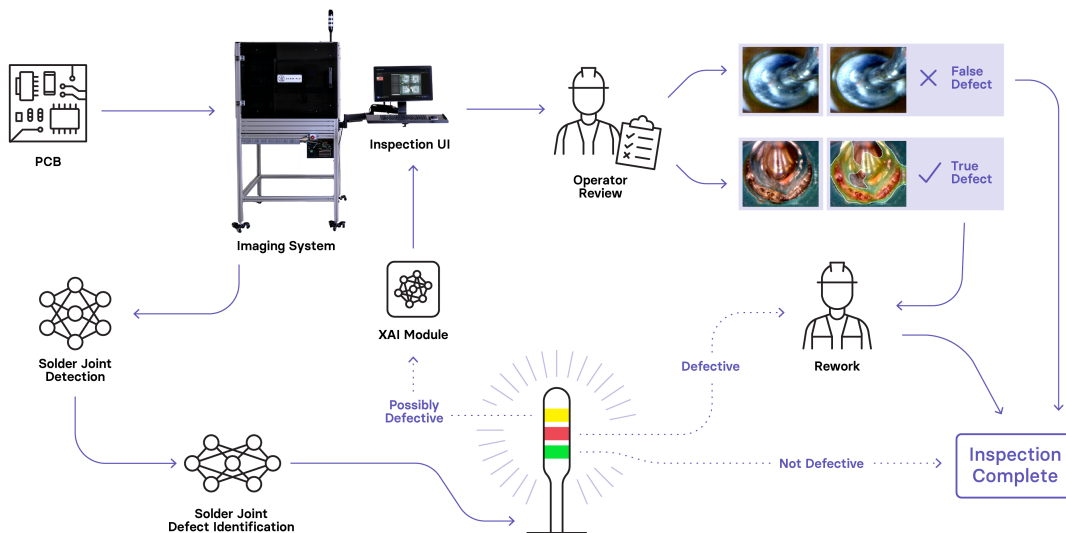 PCB
Imaging System
Inspection UI
Operator
Review
False
Defect
True
Defect
XAI Module
Solder Joint
Detection
Rework
Defective
Possibly
Defective
Not Defective
Inspection
Complete
Solder Joint
Defect Identification